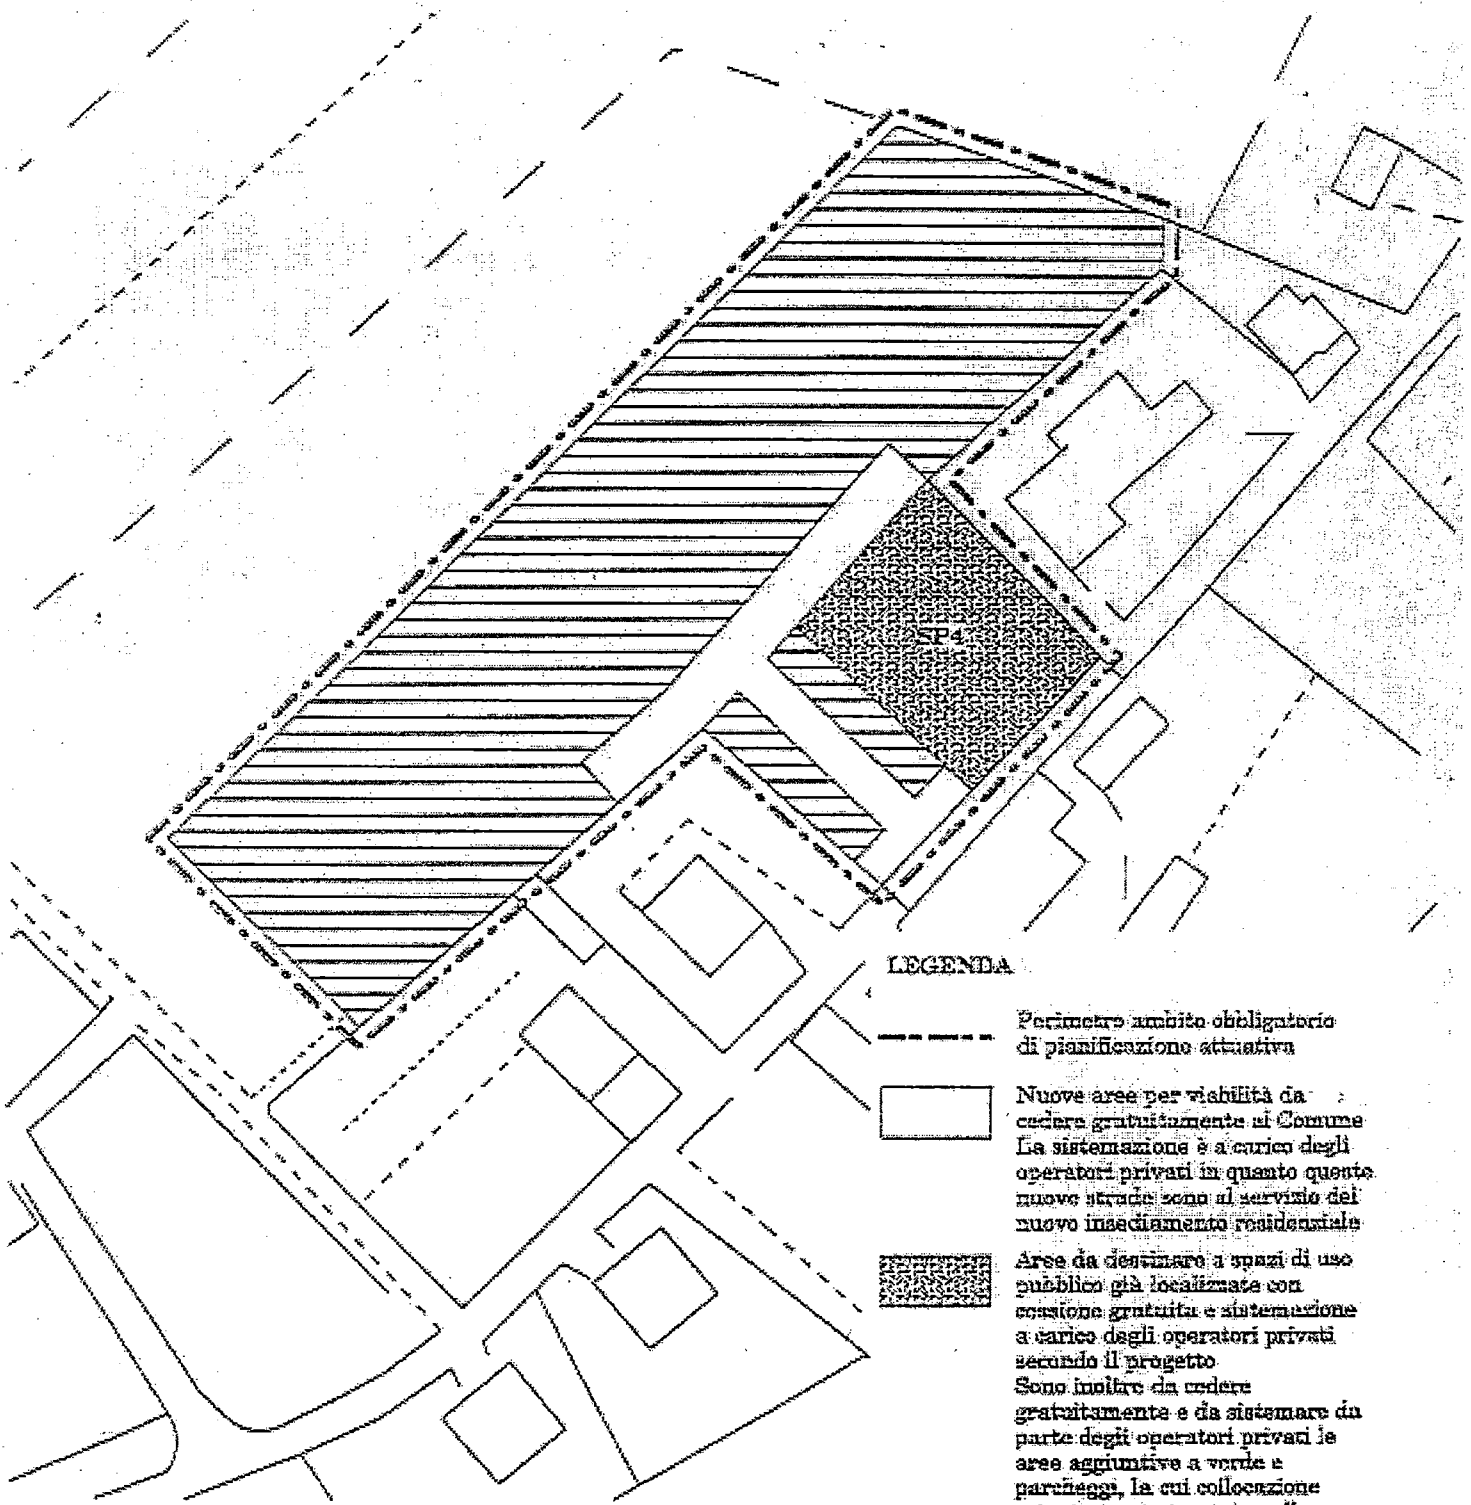 SP4
LEGENDA
Perimetro ambito obbligatorio
di pianificazione attuativa
Nuove aree per viabilità da
cedere gratuitamente al Comune
La sistemazione è a carico degli
operatori privati in quanto queste
nuove strade sono al servizio del
nuovo insediamento residenziale
Aree da destinare a spazi di uso
pubblico già localizzate con
cessione gratuita e sistemazione
a carico degli operatori privati
secondo il progetto
Sono inoltre da cedere
gratuitamente e da sistemare da
parte degli operatori privati le
aree aggiuntive a verde e
parcheggi, la cui collocazione